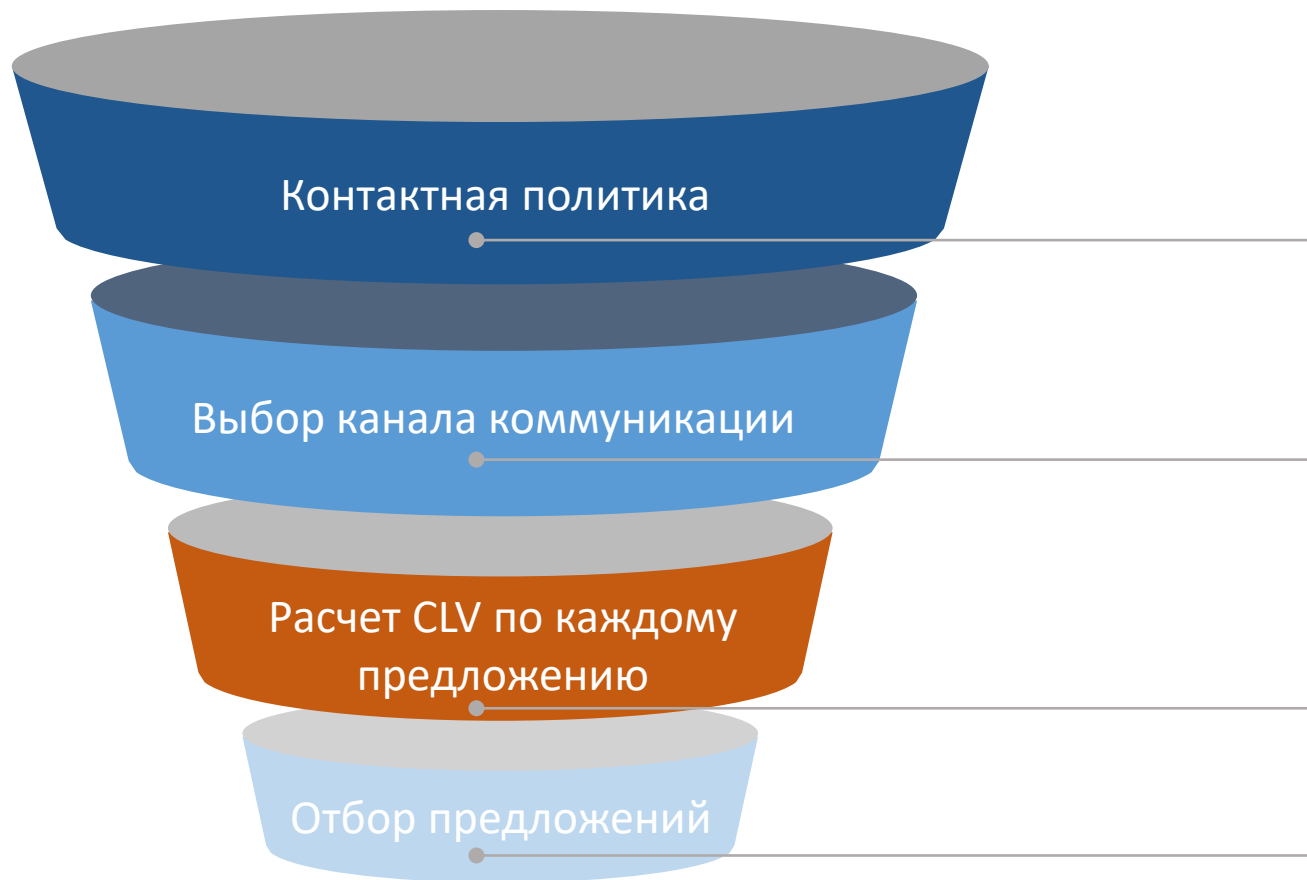 Контактная политика
Выбор канала коммуникации
Расчет CLV по каждому
предложению
Отбор предложений